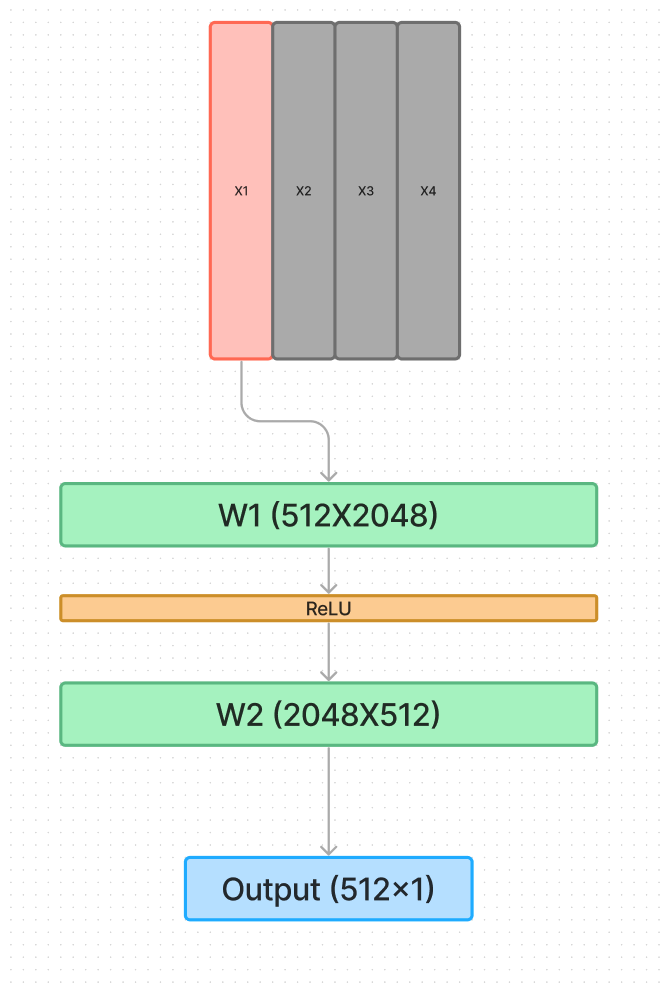 X1 X2 X3 X4
W1 (512X2048)
ReLU
W2 (2048X512)
Output (512×1)